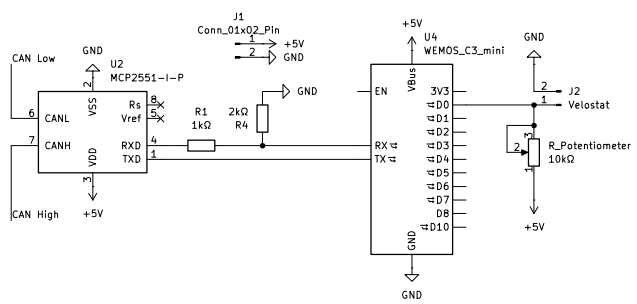 J1
Conn_01x02_Pin
1
+5V
2
GND
CAN Low
GND
U2
MCP2551-I-P
2
VSS
6
CANL
7
CANH
Rs
8
Vref
5
RXD
4
TXD
1
VDD
3
+5V
CAN High
R1
1kΩ
2kΩ
R4
GND
+5V
U4
WEMOS_C3_mini
VBus
EN
RX
TX
3V3
D0
D1
D2
D3
D4
D5
D6
D7
D8
D10
GND
GND
GND
2
J2
1
Velostat
3
2
R_Potentiometer
10kΩ
1
+5V